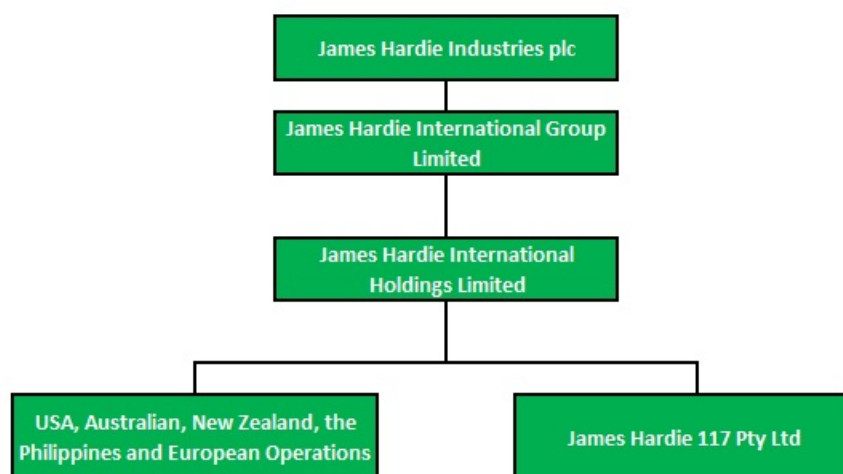 James Hardie Industries plc
James Hardie International Group
Limited
James Hardie International
Holdings Limited
USA, Australian, New Zealand, the
Philippines and European Operations
James Hardie 117 Pty Ltd